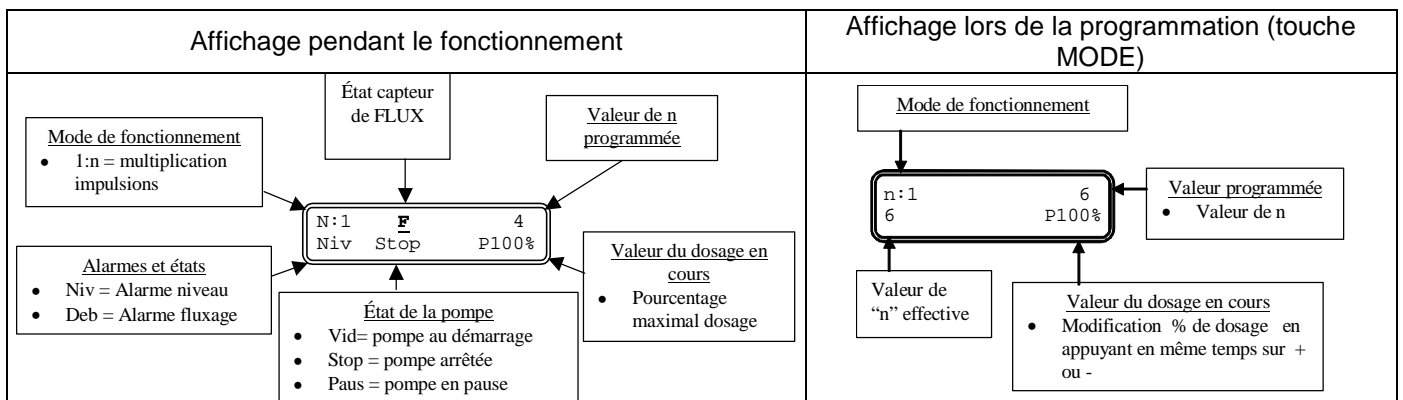 Affichage pendant le fonctionnement
Affichage lors de la programmation (touche
MODE)
État capteur
de FLUX
Mode de fonctionnement
• 1:n = multiplication
impulsions
Valeur de n
programmée
N:1 F 4
Niv Stop P100%
Alarmes et états
• Niv = Alarme niveau
• Deb = Alarme fluxage
État de la pompe
• Vid= pompe au démarrage
• Stop = pompe arrêtée
• Paus = pompe en pause
Valeur du dosage en
cours
• Pourcentage
maximal dosage
Mode de fonctionnement
n:1 6
6 P100%
Valeur programmée
• Valeur de n
Valeur de
“n” effective
Valeur du dosage en cours
• Modification % de dosage en
appuyant en même temps sur +
ou -